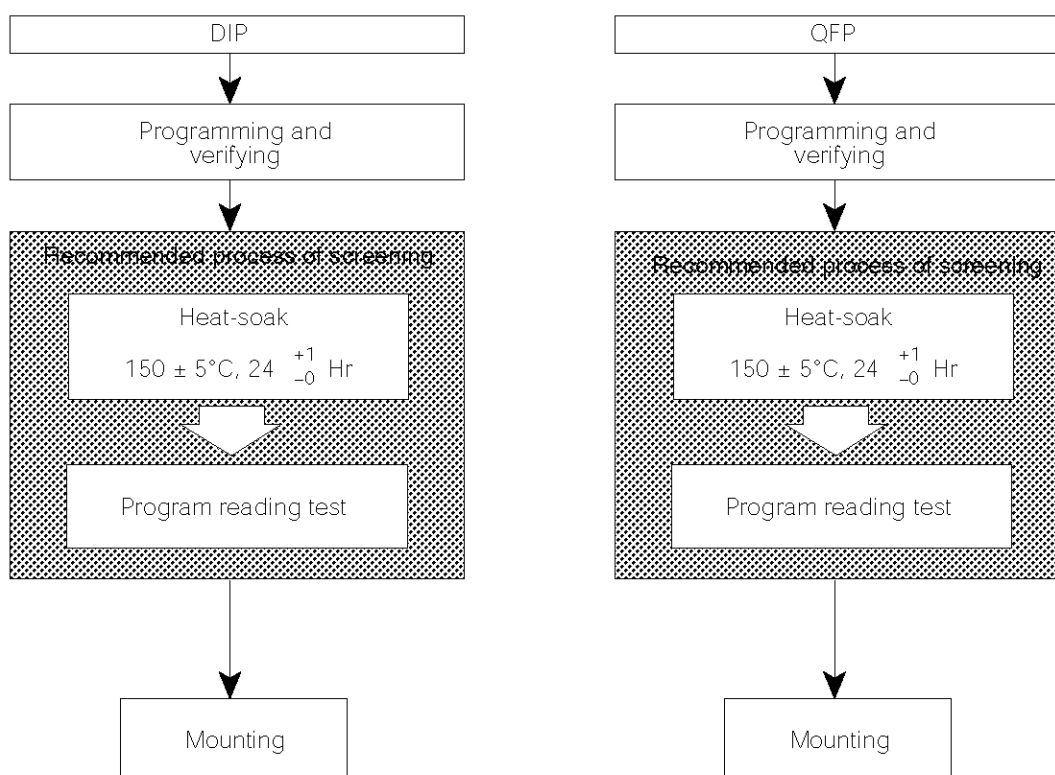 DIP
Programming and
verifying
Recommended process of screening
Heat-soak
150 ± 5°C, 24 +1 −0 Hr
Program reading test
Mounting
QFP
Programming and
verifying
Recommended process of screening
Heat-soak
150 ± 5°C, 24 +1 −0 Hr
Program reading test
Mounting